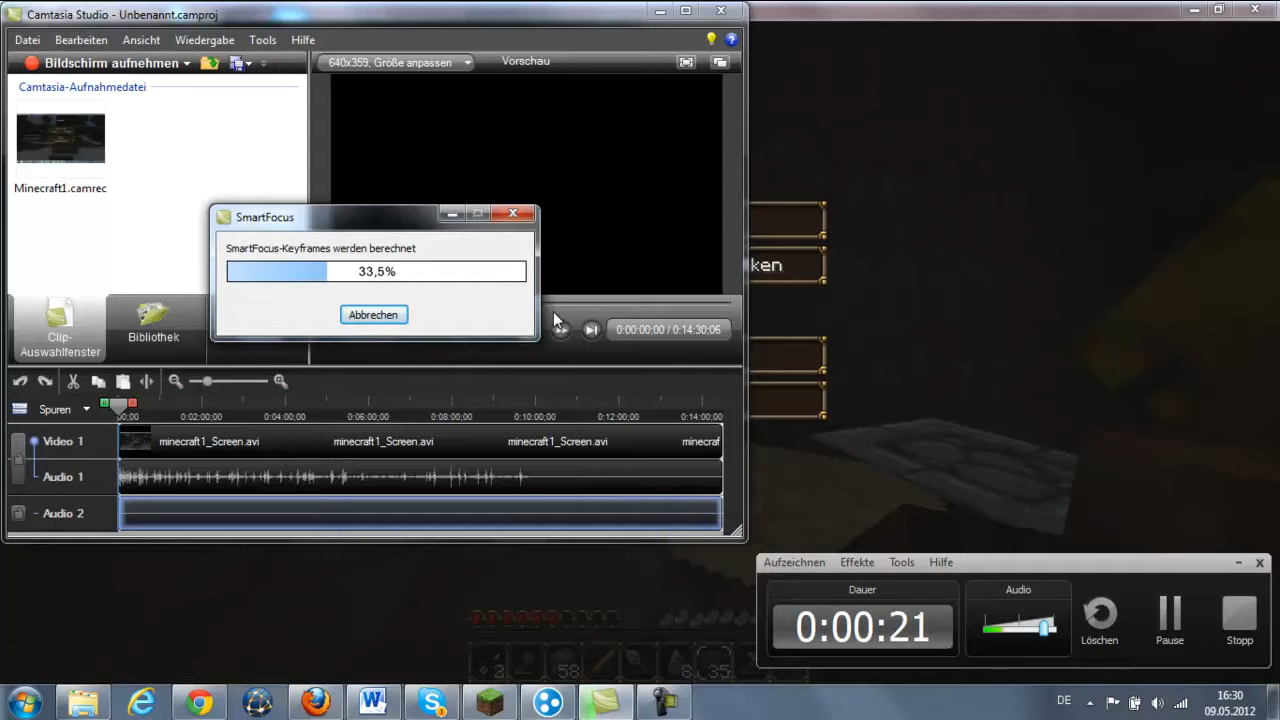 Camtasia Studio - Unbenannt.camproj
Datei Bearbeiten Ansicht Wiedergabe Tools Hilfe
Bildschirm aufnehmen
640x359, Größe anpassen
Vorschau
Camtasia-Aufnahmedatei
Minecraft1.camrec
SmartFocus
SmartFocus-Keyframes werden berechnet
33,5%
Abbrechen
ken
Clip-
Auswahlfenster
Bibliothek
0:00:00;00 / 0:14:30;06
Spuren
00;00 0:02:00;00 0:04:00;00 0:06:00;00 0:08:00;00 0:10:00;00 0:12:00;00 0:14:00;00
Video 1 minecraft1_Screen.avi minecraft1_Screen.avi minecraft1_Screen.avi minecraf
Audio 1
Audio 2
Aufzeichnen Effekte Tools Hilfe
Dauer
0:00:21
Audio
Löschen
Pause
Stopp
2 58 8 35
DE
16:30
09.05.2012